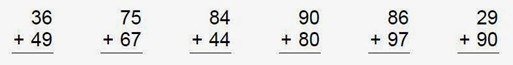 36 75 84 90 86 29
+ 49 + 67 + 44 + 80 + 97 + 90